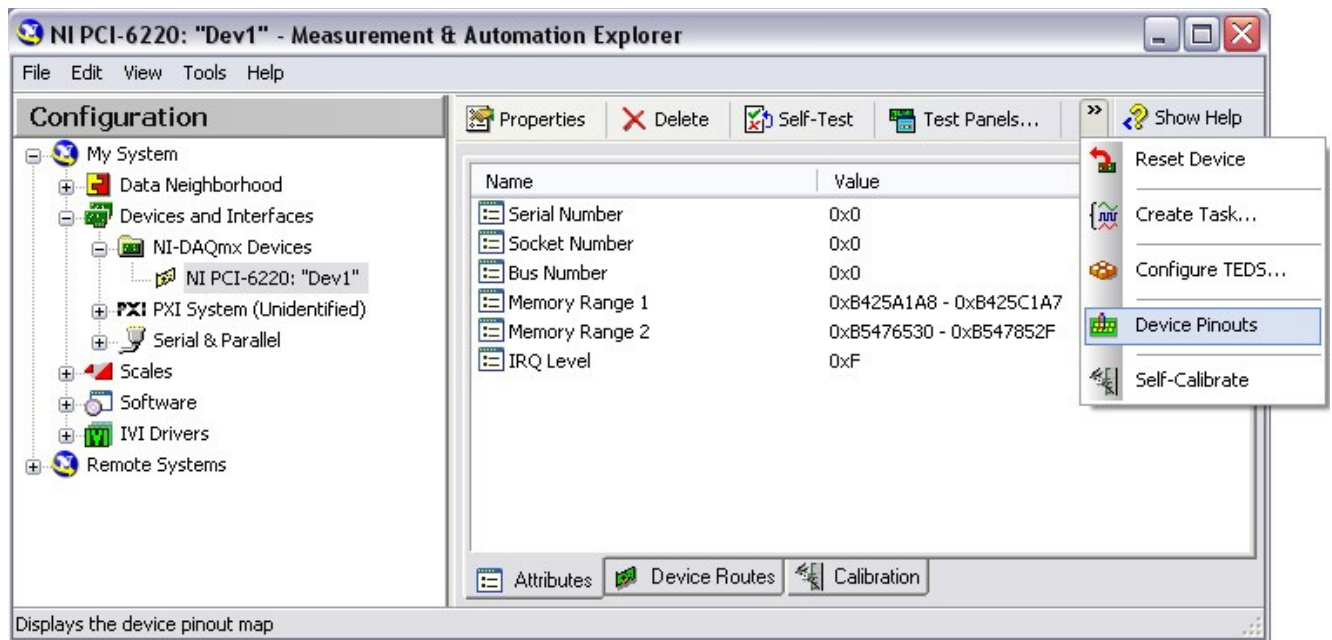 NI PCI-6220: "Dev1" - Measurement & Automation Explorer
File Edit View Tools Help
Configuration
My System
Data Neighborhood
Devices and Interfaces
NI-DAQmx Devices
NI PCI-6220: "Dev1"
PXI PXI System (Unidentified)
Serial & Parallel
Scales
Software
IVI Drivers
Remote Systems
Properties Delete Self-Test Test Panels... » Show Help
Name Value
Serial Number 0x0
Socket Number 0x0
Bus Number 0x0
Memory Range 1 0xB425A1A8 - 0xB425C1A7
Memory Range 2 0xB5476530 - 0xB547852F
IRQ Level 0xF
Reset Device
Create Task...
Configure TEDS...
Device Pinouts
Self-Calibrate
Attributes Device Routes Calibration
Displays the device pinout map